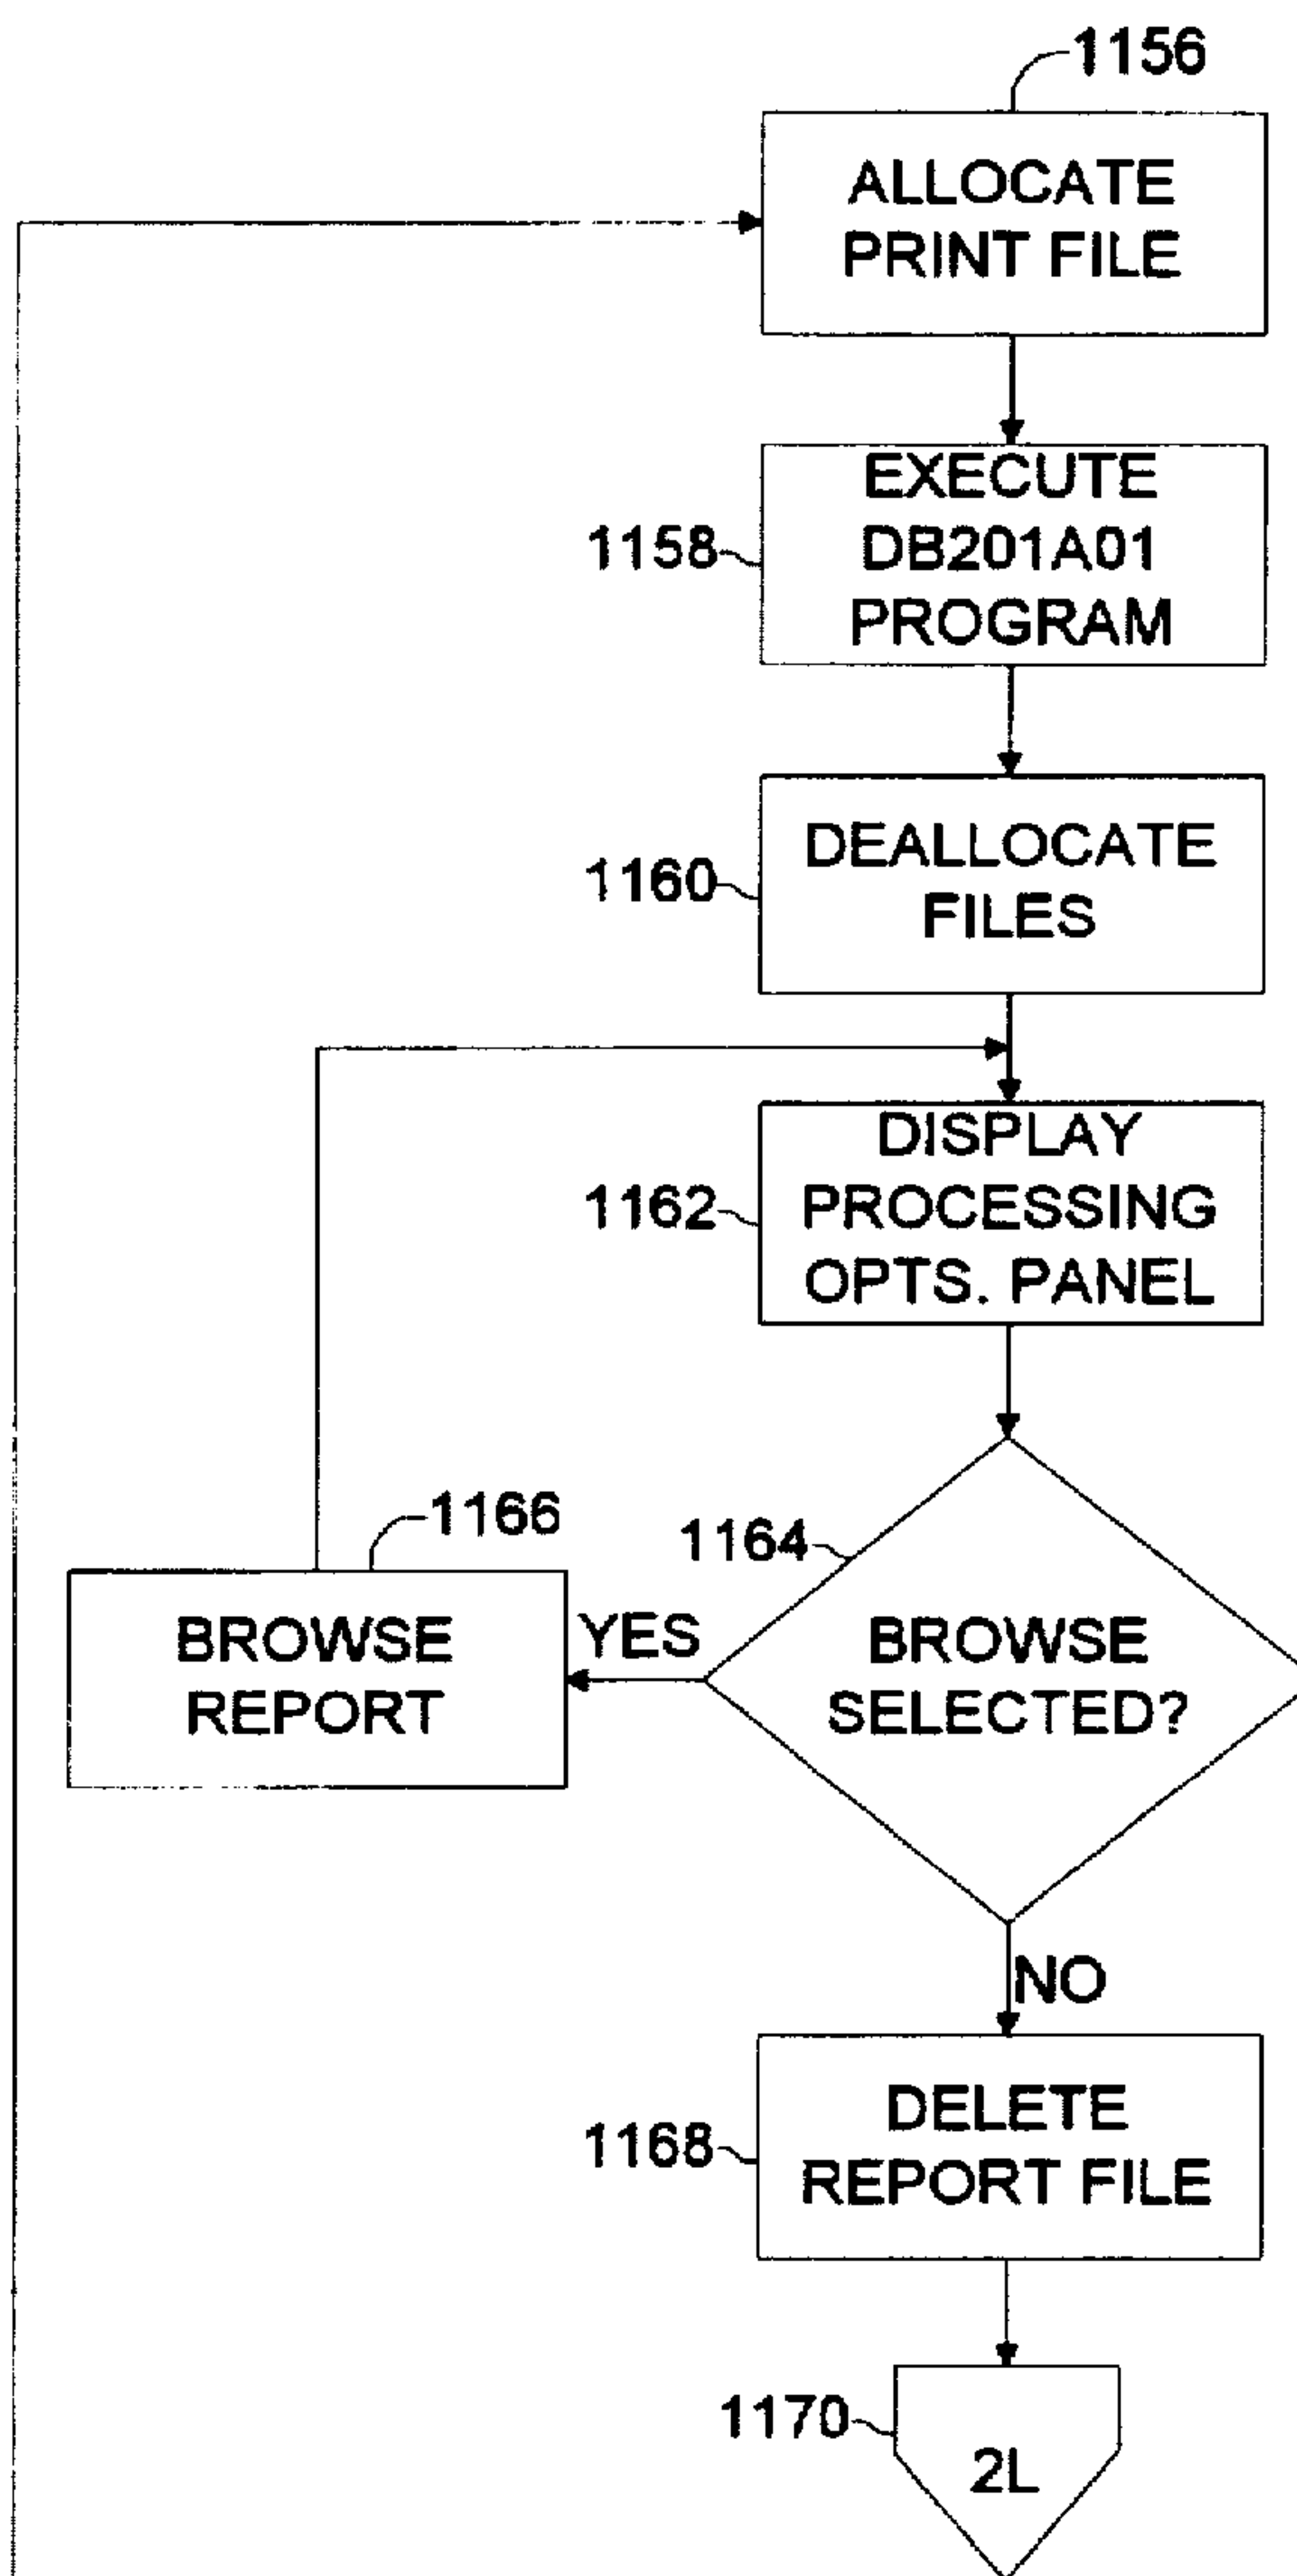 1156
ALLOCATE
PRINT FILE
1158
EXECUTE
DB201A01
PROGRAM
1160
DEALLOCATE
FILES
1162
DISPLAY
PROCESSING
OPTS. PANEL
1166
BROWSE
REPORT
YES
1164
BROWSE
SELECTED?
NO
1168
DELETE
REPORT FILE
1170
2L